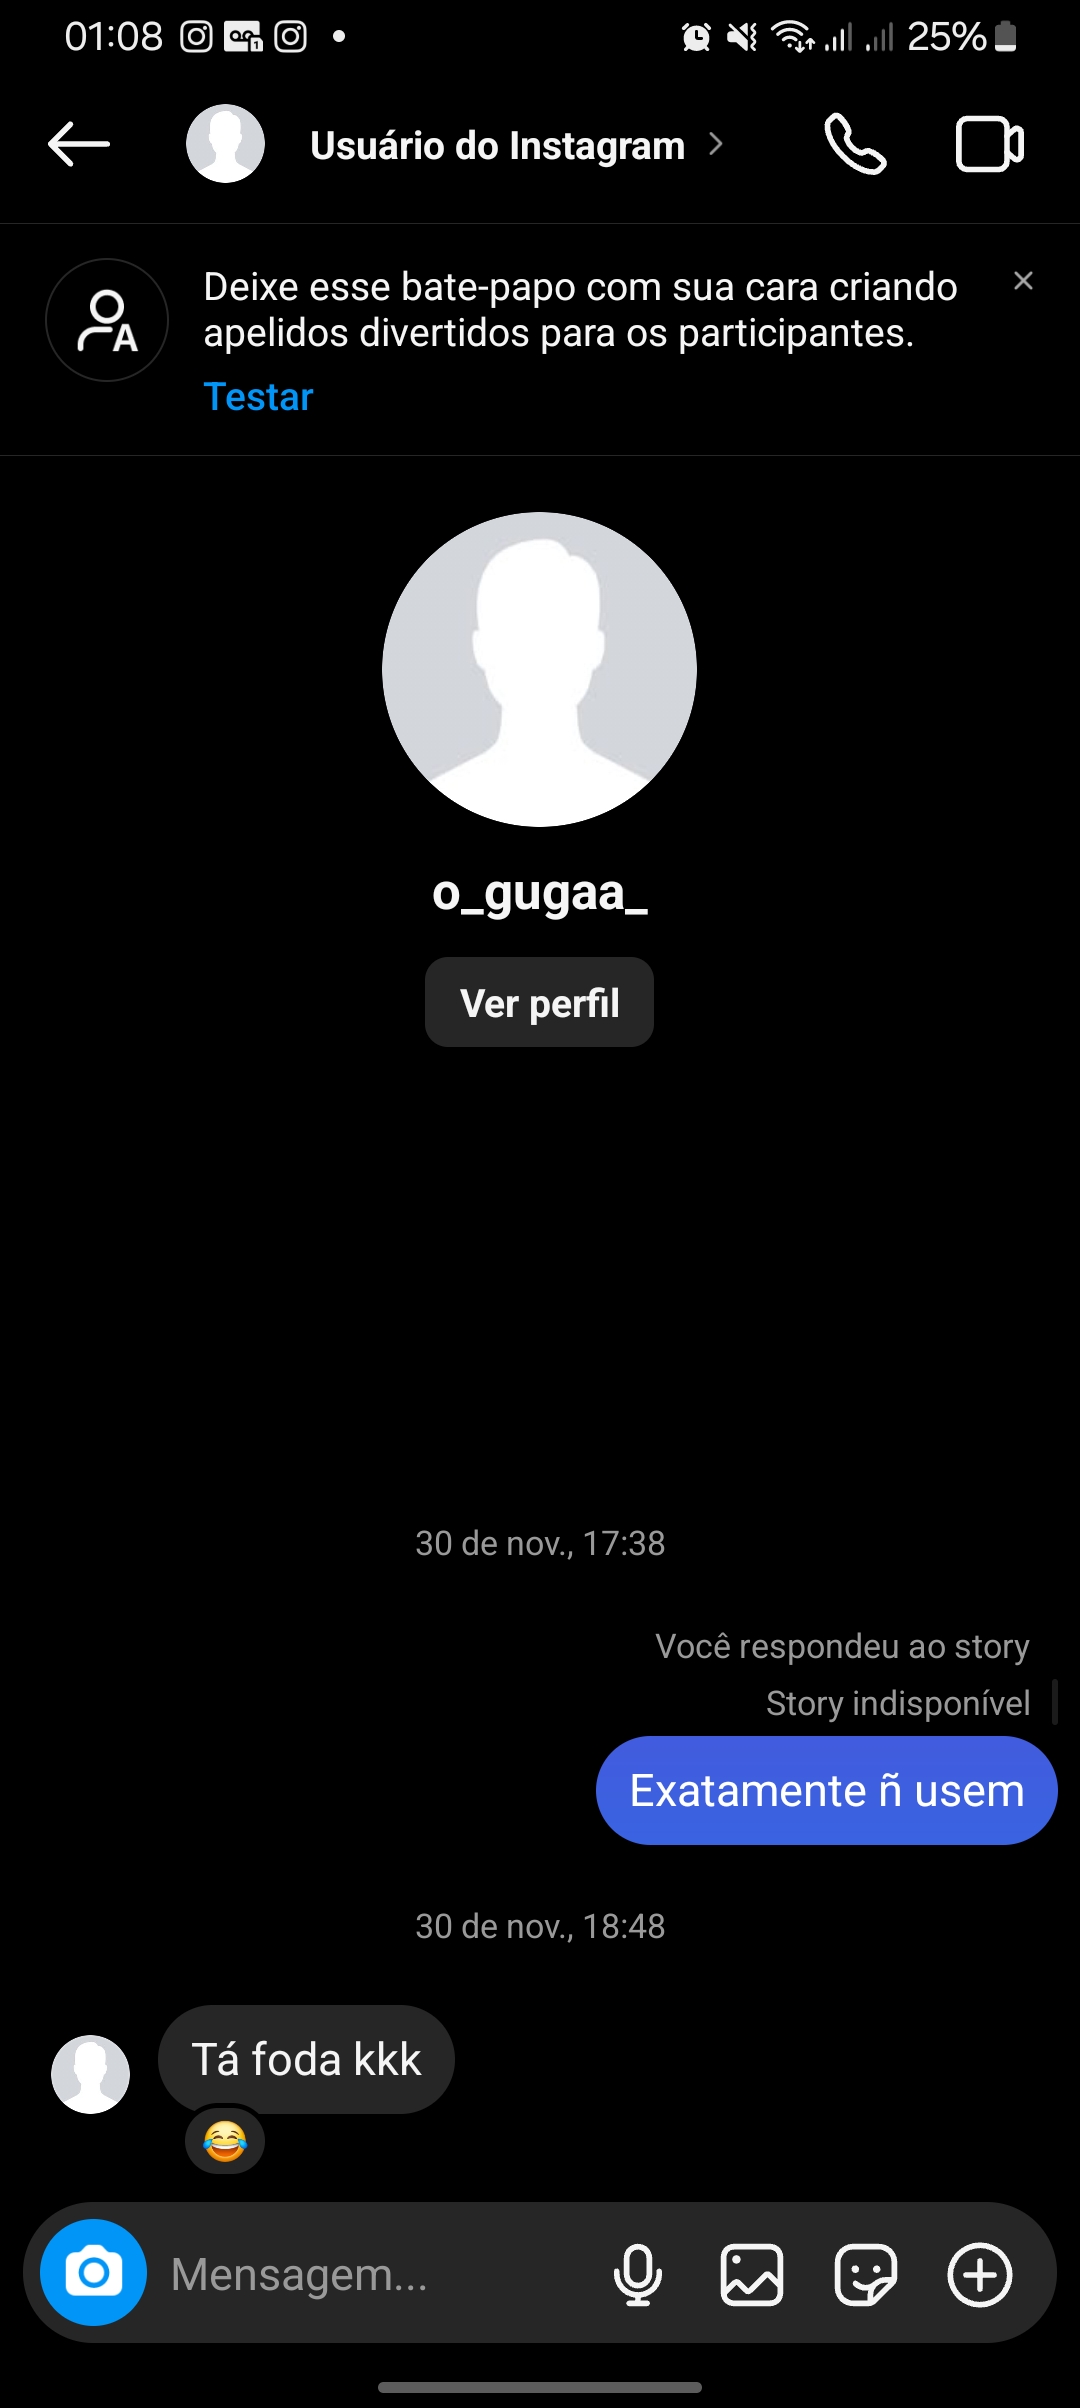 01:08
25%
Usuário do Instagram
Deixe esse bate-papo com sua cara criando
apelidos divertidos para os participantes.
Testar
o_gugaa_
Ver perfil
30 de nov., 17:38
Você respondeu ao story
Story indisponível
Exatamente ñ usem
30 de nov., 18:48
Tá foda kkk
😂
Mensagem...